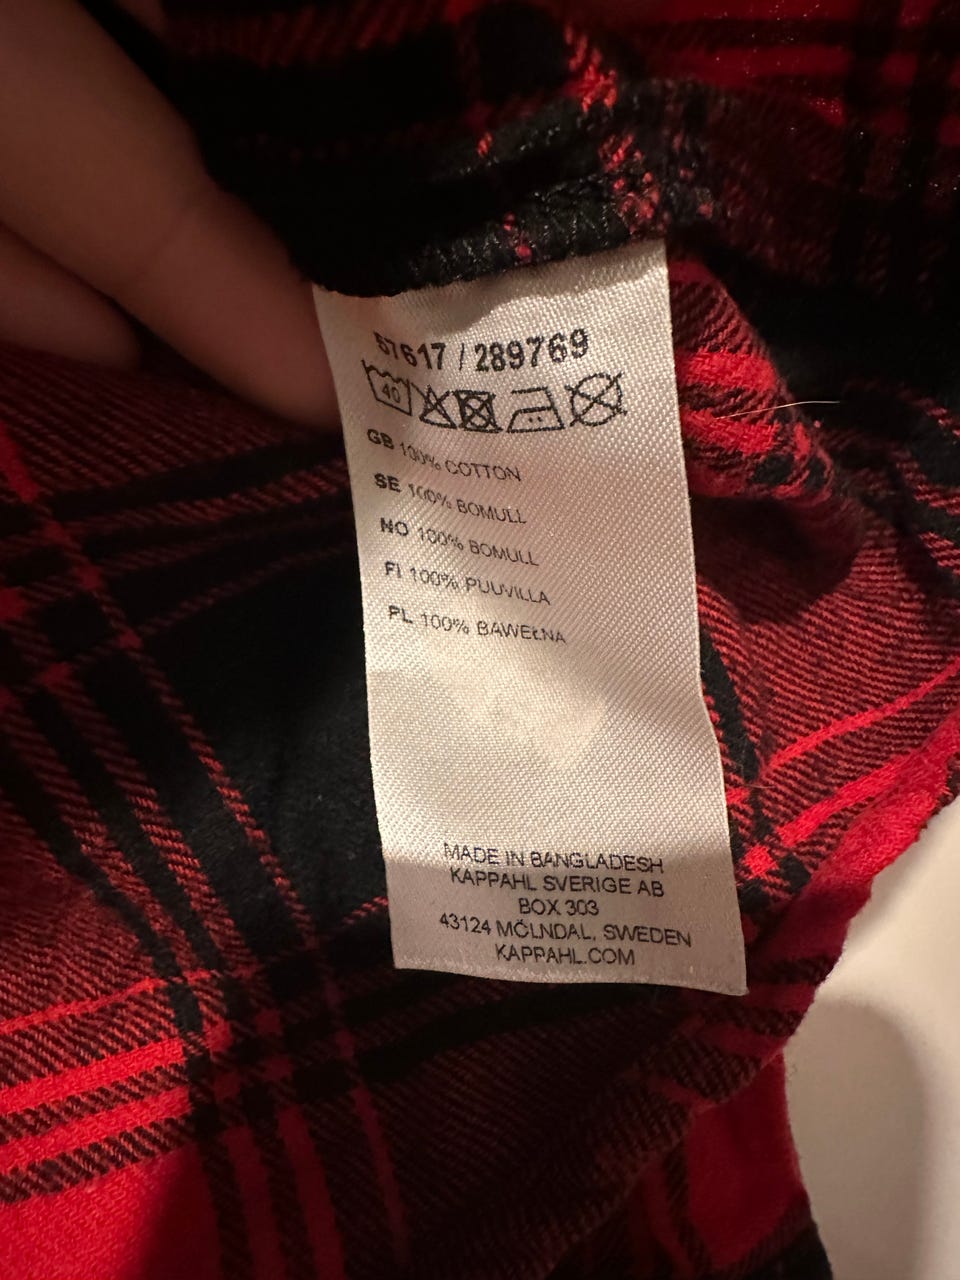 57617 / 289769
40
GB 100% COTTON
SE 100% BOMULL
NO 100% BOMULL
FI 100% PUUVILLA
PL 100% BAWEŁNA
MADE IN BANGLADESH
KAPPAHL SVERIGE AB
BOX 303
43124 MÖLNDAL, SWEDEN
KAPPAHL.COM